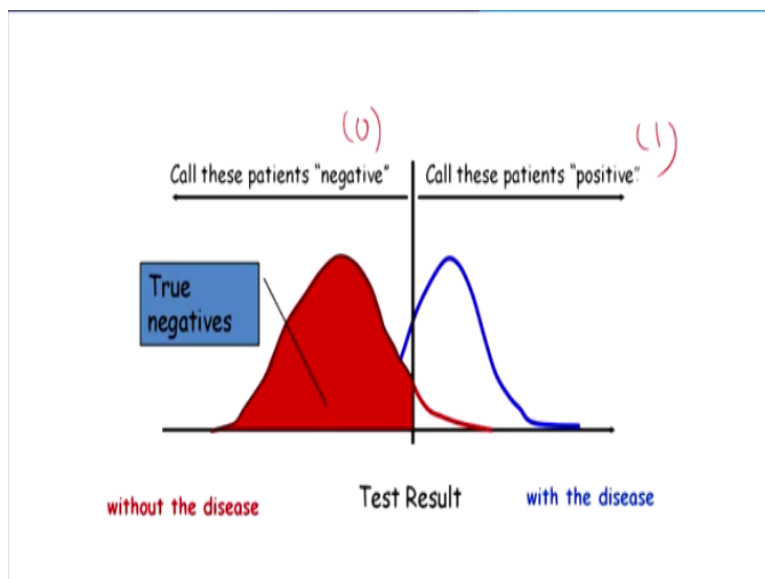 (0)
(1)
Call these patients "negative"
Call these patients "positive"
True
negatives
without the disease
Test Result
with the disease